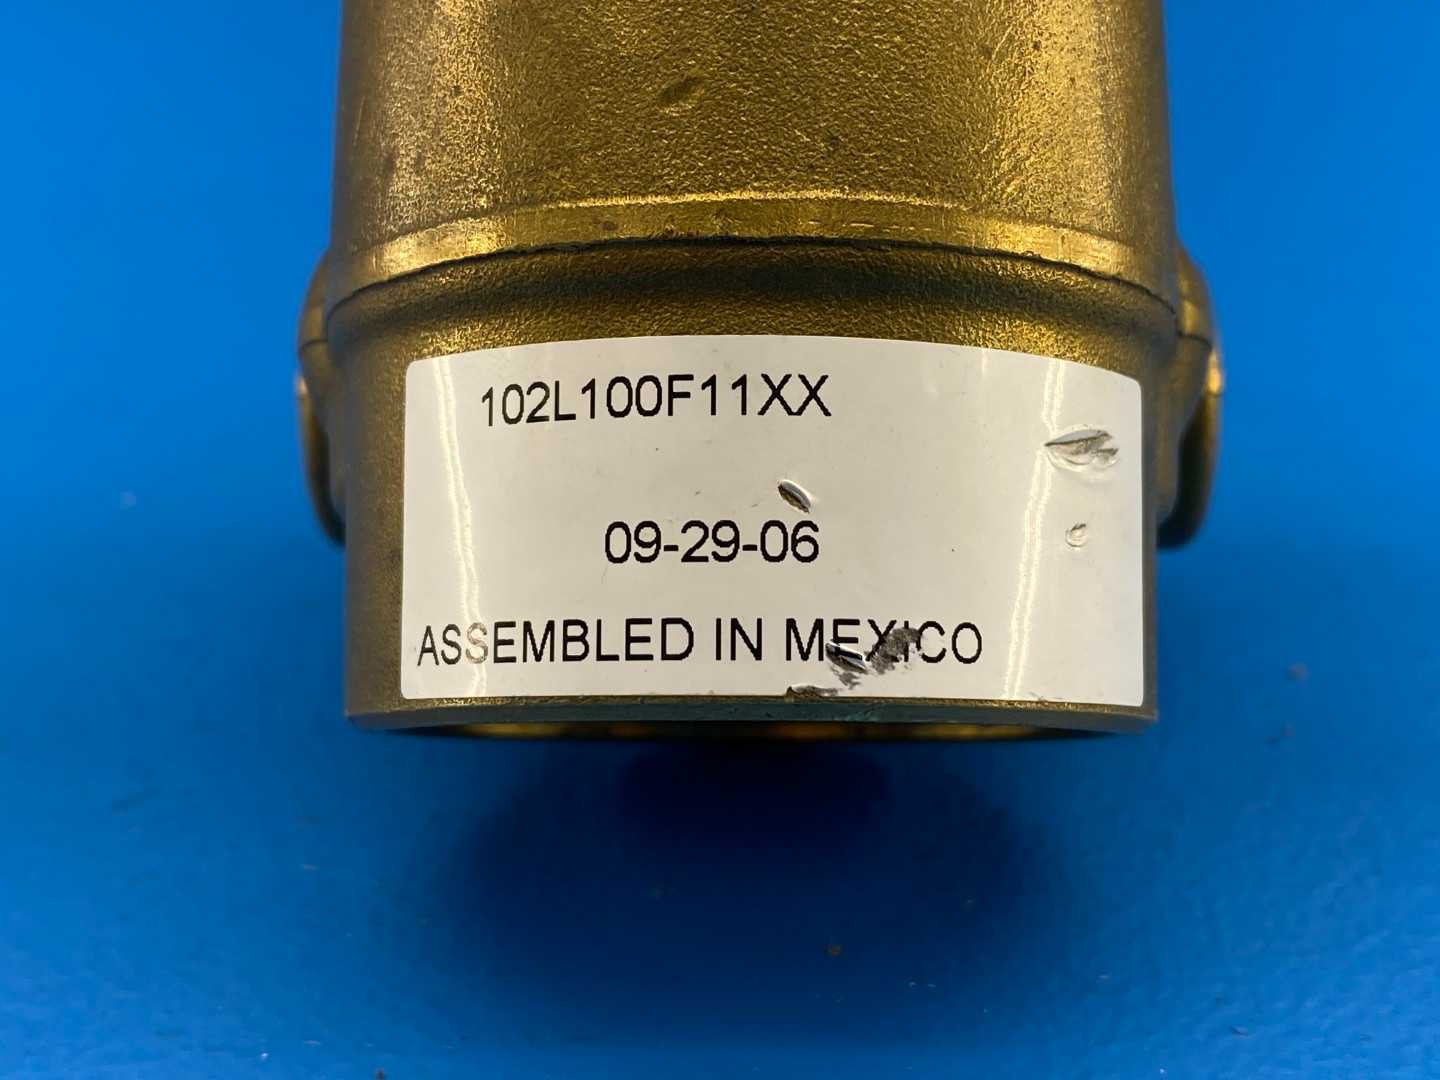 102L100F11XX
09-29-06
ASSEMBLED IN MEXICO